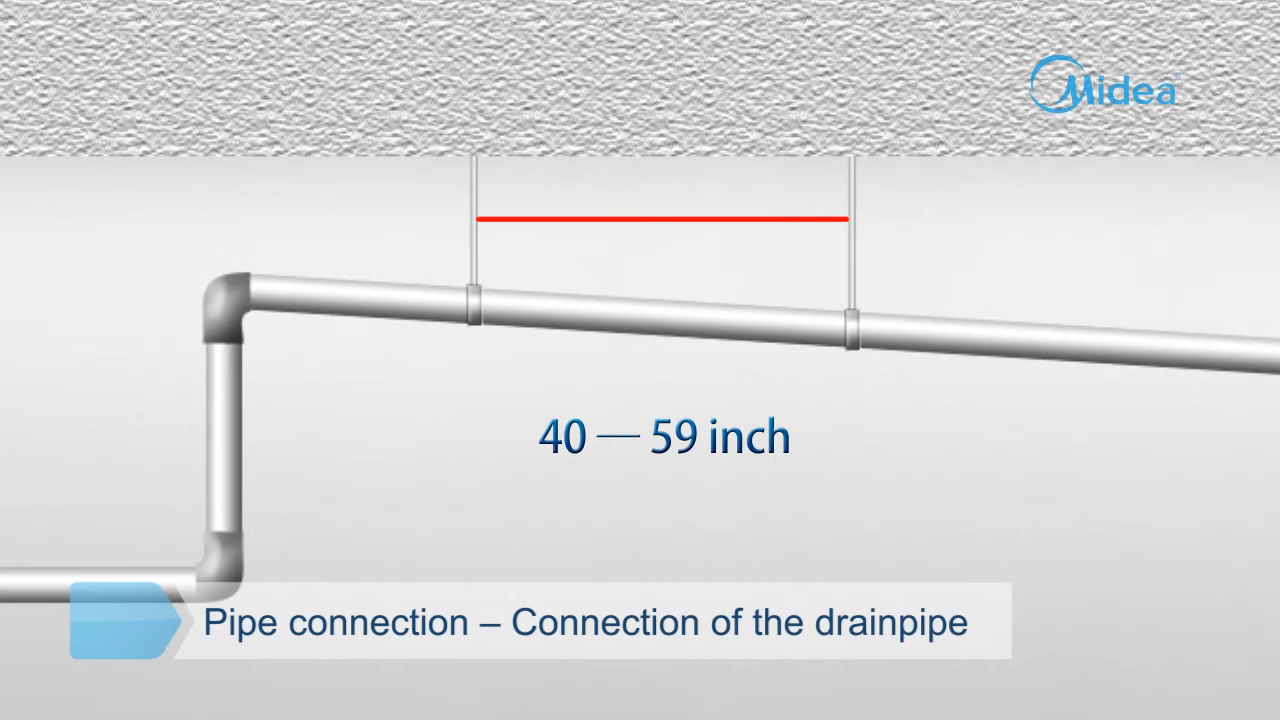 Midea®
40 — 59 inch
Pipe connection – Connection of the drainpipe